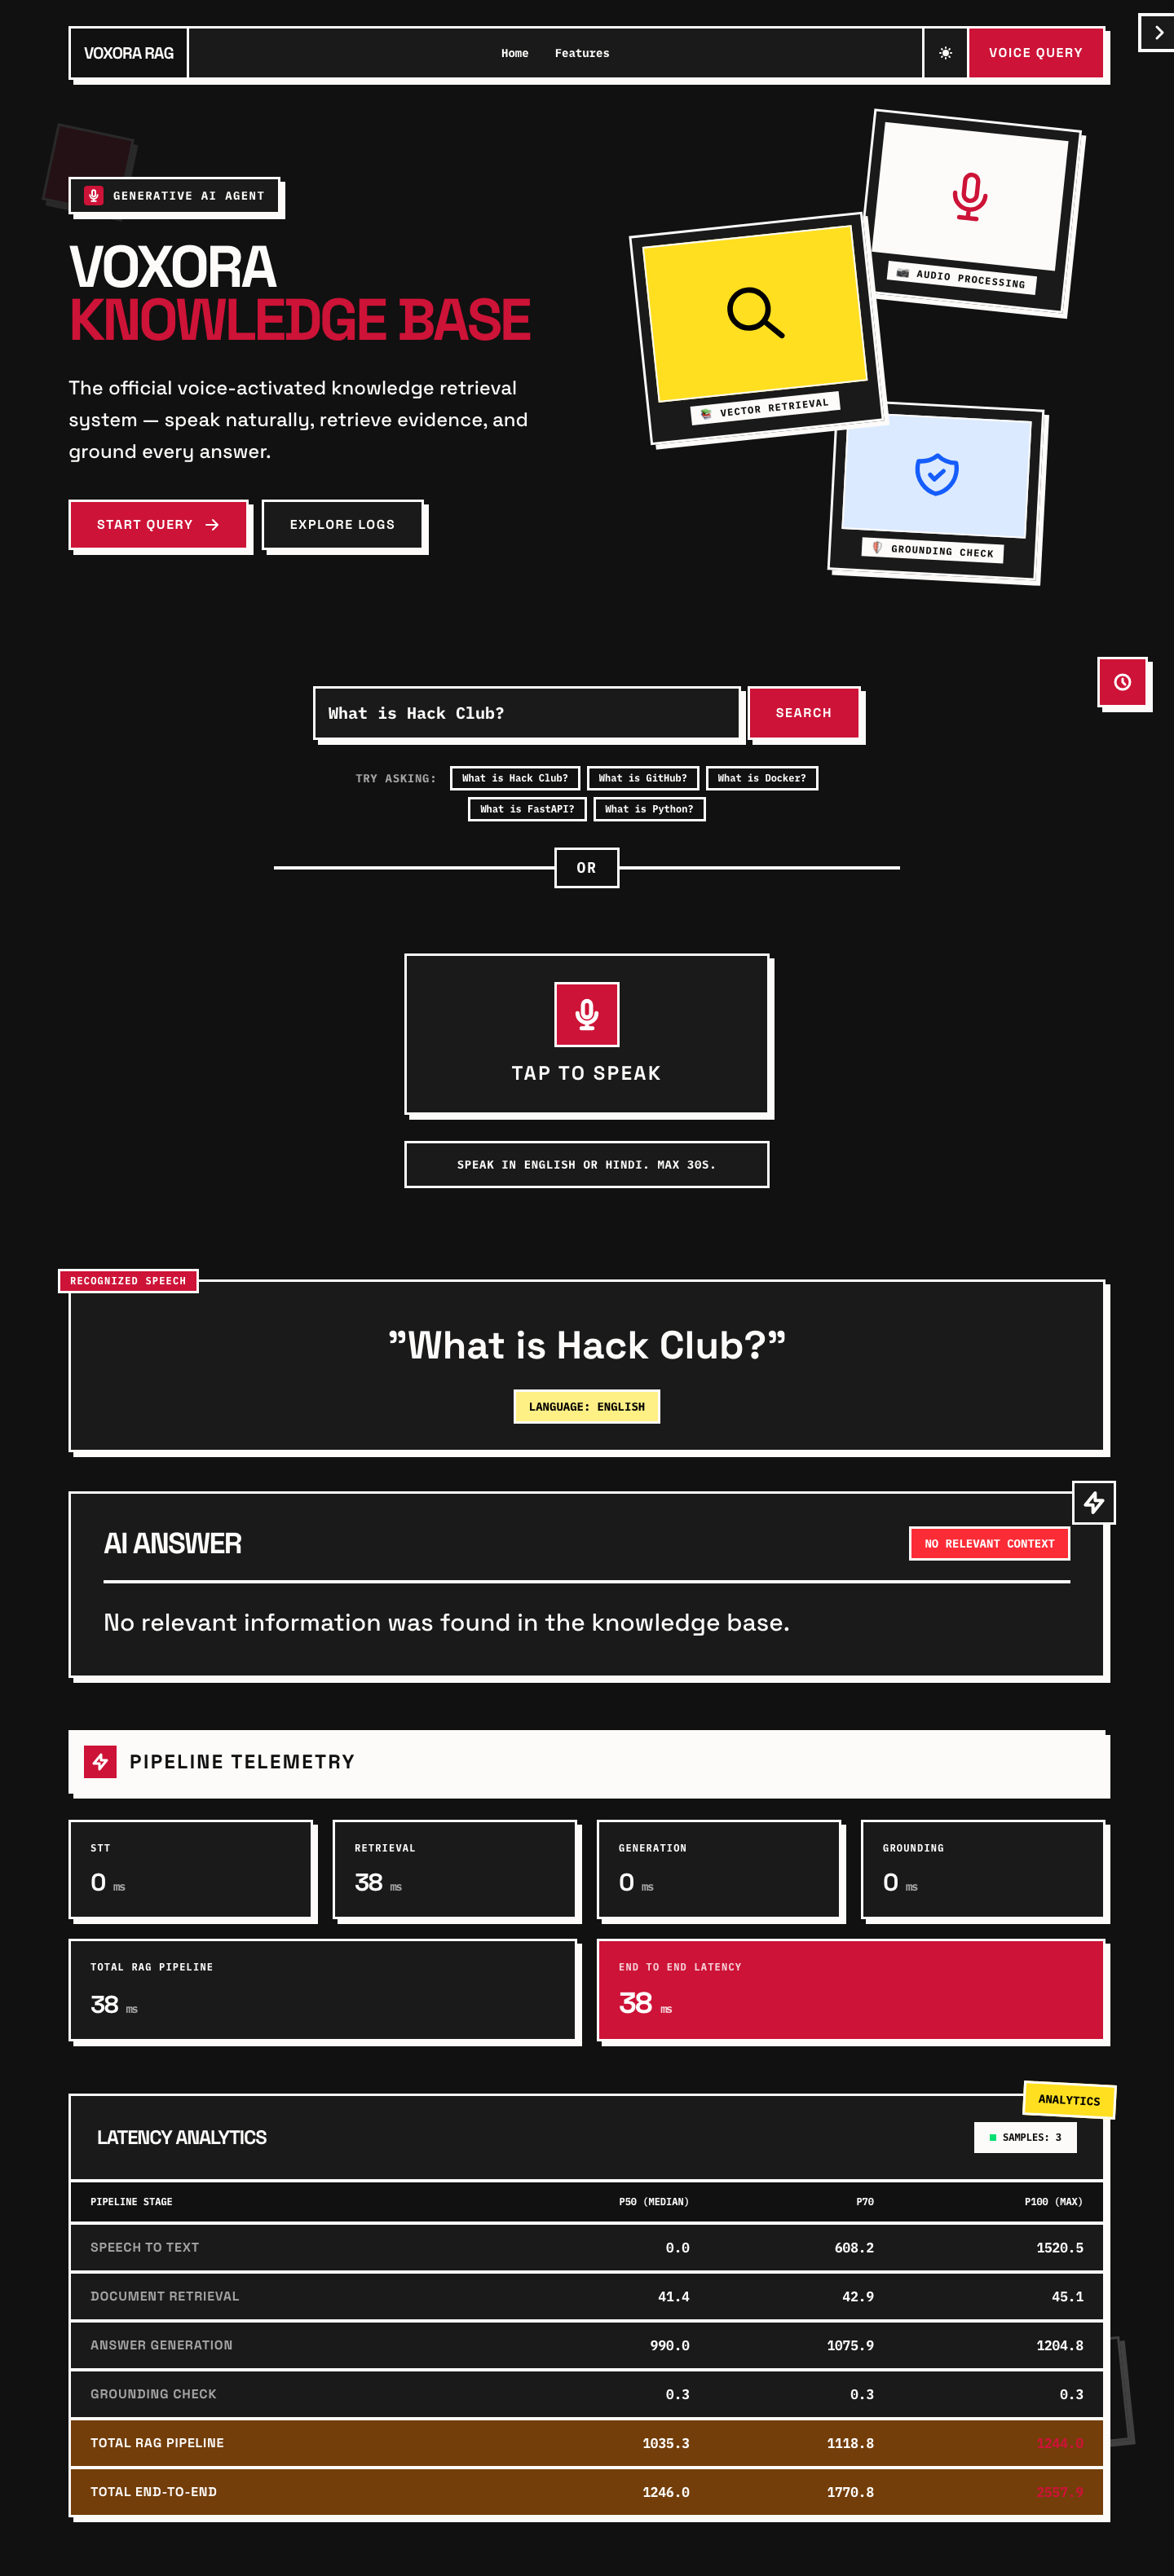 VOXORA RAG
Home
Features
VOICE QUERY
GENERATIVE AI AGENT
VOXORA
KNOWLEDGE BASE
The official voice-activated knowledge retrieval
system — speak naturally, retrieve evidence, and
ground every answer.
START QUERY
EXPLORE LOGS
AUDIO PROCESSING
VECTOR RETRIEVAL
GROUNDING CHECK
What is Hack Club?
SEARCH
TRY ASKING:
What is Hack Club?
What is GitHub?
What is Docker?
What is FastAPI?
What is Python?
OR
TAP TO SPEAK
SPEAK IN ENGLISH OR HINDI. MAX 30S.
RECOGNIZED SPEECH
”What is Hack Club?”
LANGUAGE: ENGLISH
AI ANSWER
NO RELEVANT CONTEXT
No relevant information was found in the knowledge base.
PIPELINE TELEMETRY
STT
0 ms
RETRIEVAL
38 ms
GENERATION
0 ms
GROUNDING
0 ms
TOTAL RAG PIPELINE
38 ms
END TO END LATENCY
38 ms
ANALYTICS
LATENCY ANALYTICS
SAMPLES: 3
PIPELINE STAGE P50 (MEDIAN) P70 P100 (MAX)
SPEECH TO TEXT 0.0 608.2 1520.5
DOCUMENT RETRIEVAL 41.4 42.9 45.1
ANSWER GENERATION 990.0 1075.9 1204.8
GROUNDING CHECK 0.3 0.3 0.3
TOTAL RAG PIPELINE 1035.3 1118.8
TOTAL END-TO-END 1246.0 1770.8